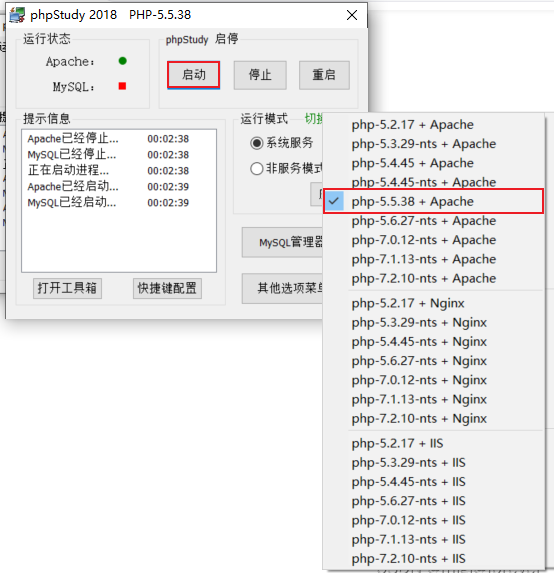 phpStudy 2018 PHP-5.5.38
运行状态
Apache:
MySQL:
phpStudy 启停
启动
停止
重启
提示信息
Apache已经停止... 00:02:38
MySQL已经停止... 00:02:38
正在启动进程... 00:02:38
Apache已经启动... 00:02:39
MySQL已经启动... 00:02:39
打开工具箱
快捷键配置
运行模式
系统服务
非服务模式
MySQL管理器
其他选项菜单
php-5.2.17 + Apache
php-5.3.29-nts + Apache
php-5.4.45 + Apache
php-5.4.45-nts + Apache
php-5.5.38 + Apache
php-5.6.27-nts + Apache
php-7.0.12-nts + Apache
php-7.1.13-nts + Apache
php-7.2.10-nts + Apache
php-5.2.17 + Nginx
php-5.3.29-nts + Nginx
php-5.4.45-nts + Nginx
php-5.6.27-nts + Nginx
php-7.0.12-nts + Nginx
php-7.1.13-nts + Nginx
php-7.2.10-nts + Nginx
php-5.2.17 + IIS
php-5.3.29-nts + IIS
php-5.4.45-nts + IIS
php-5.6.27-nts + IIS
php-7.0.12-nts + IIS
php-7.1.13-nts + IIS
php-7.2.10-nts + IIS